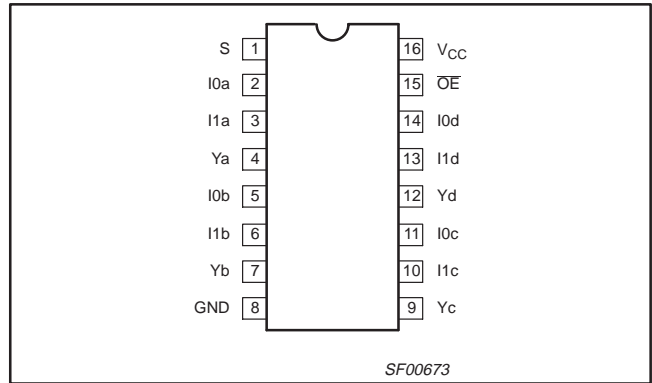 S 1 16 VCC
I0a 2 15 OE
I1a 3 14 I0d
Ya 4 13 I1d
I0b 5 12 Yd
I1b 6 11 I0c
Yb 7 10 I1c
GND 8 9 Yc
SF00673